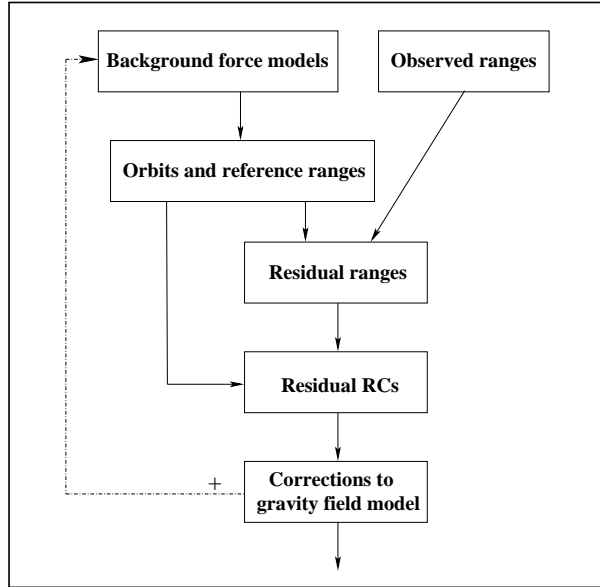 Background force models
Observed ranges
Orbits and reference ranges
Residual ranges
Residual RCs
+
Corrections to
gravity field model